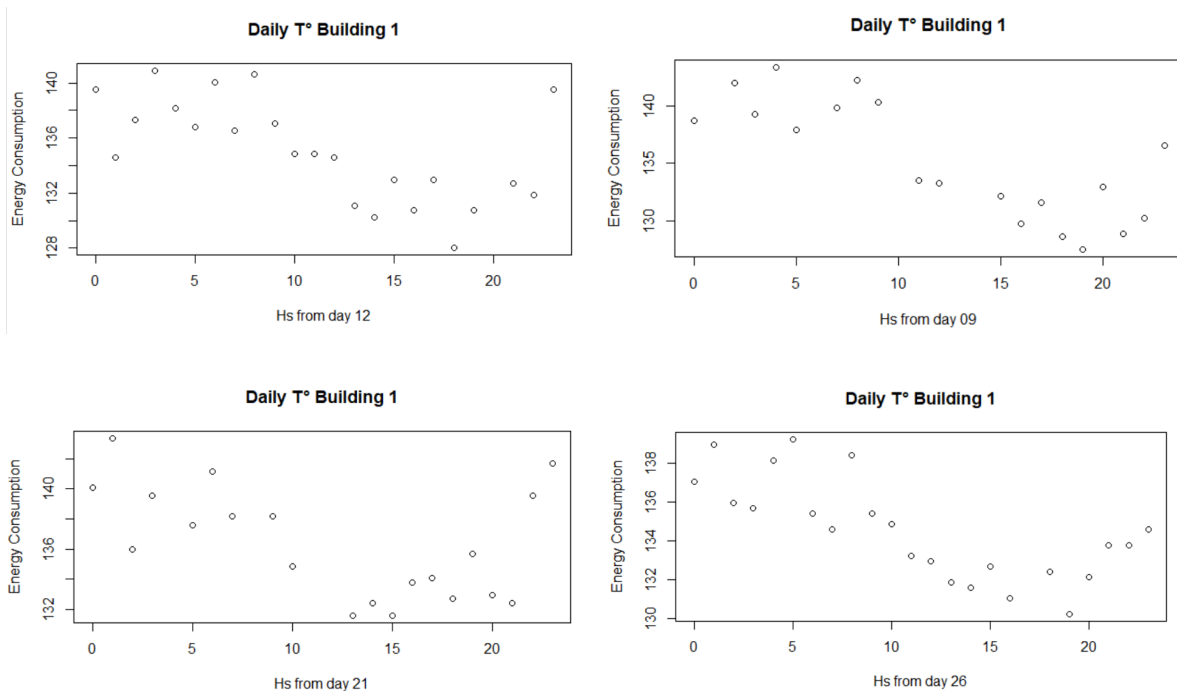 Daily T° Building 1
Energy Consumption
128 132 136 140
0 5 10 15 20
Hs from day 12
Daily T° Building 1
Energy Consumption
130 135 140
0 5 10 15 20
Hs from day 09
Daily T° Building 1
Energy Consumption
132 136 140
0 5 10 15 20
Hs from day 21
Daily T° Building 1
Energy Consumption
130 132 134 136 138
0 5 10 15 20
Hs from day 26